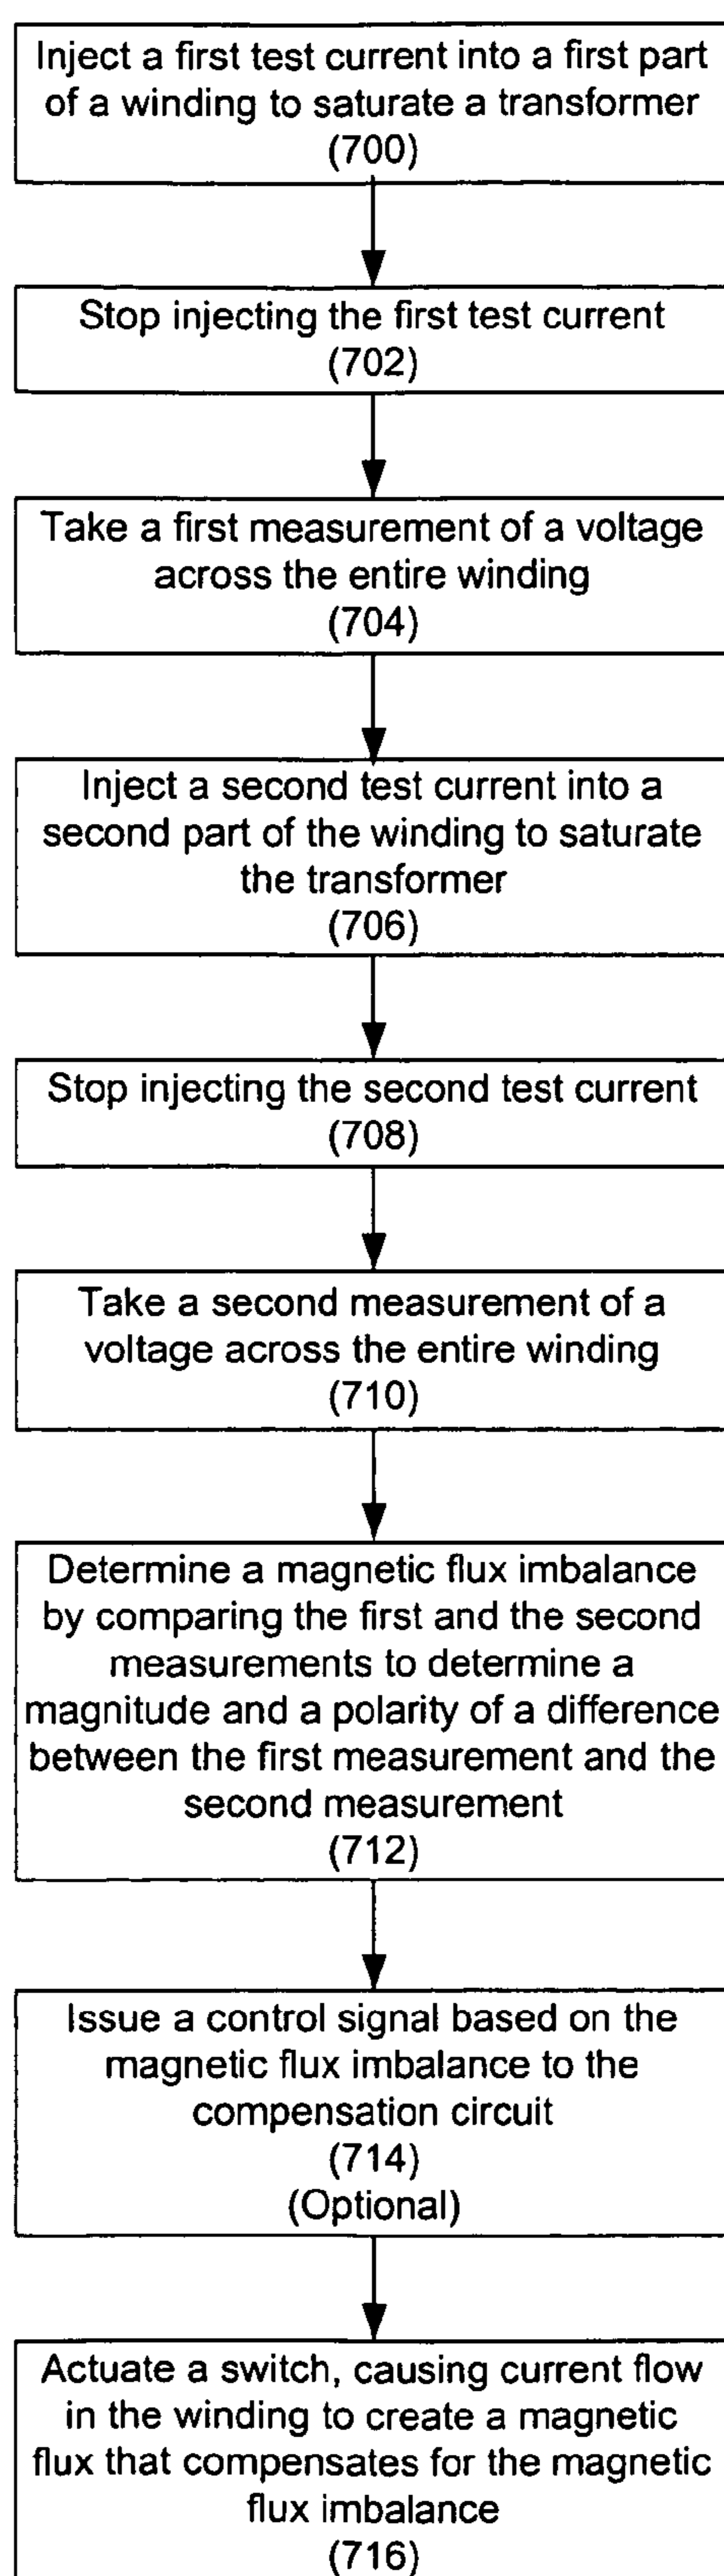 Inject a first test current into a first part
of a winding to saturate a transformer
(700)
Stop injecting the first test current
(702)
Take a first measurement of a voltage
across the entire winding
(704)
Inject a second test current into a
second part of the winding to saturate
the transformer
(706)
Stop injecting the second test current
(708)
Take a second measurement of a
voltage across the entire winding
(710)
Determine a magnetic flux imbalance
by comparing the first and the second
measurements to determine a
magnitude and a polarity of a difference
between the first measurement and the
second measurement
(712)
Issue a control signal based on the
magnetic flux imbalance to the
compensation circuit
(714)
(Optional)
Actuate a switch, causing current flow
in the winding to create a magnetic
flux that compensates for the magnetic
flux imbalance
(716)